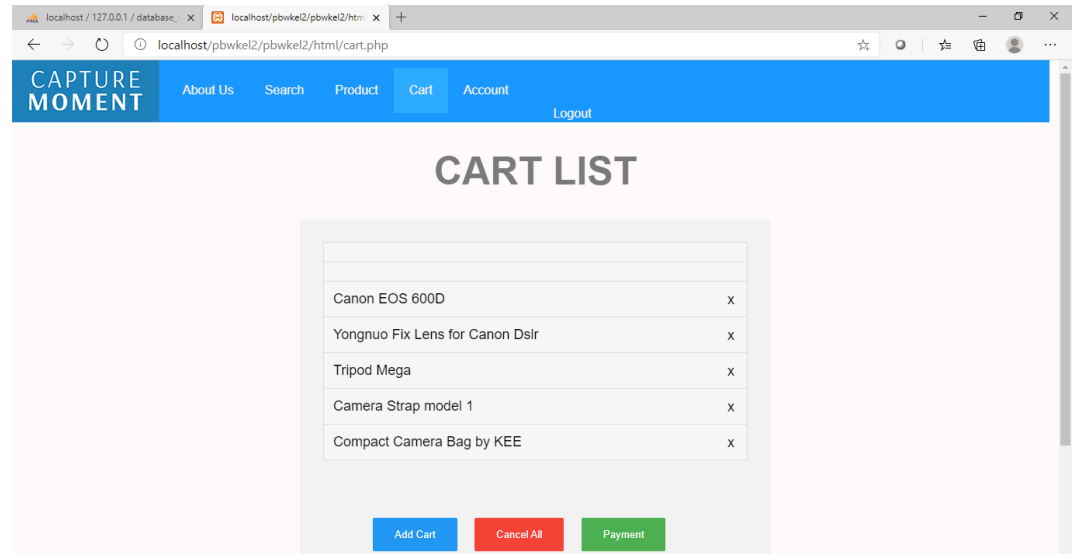 localhost / 127.0.0.1 / database_
localhost/pbwkel2/pbwkel2/htm
localhost/pbwkel2/pbwkel2/html/cart.php
CAPTURE
MOMENT
About Us Search Product Cart Account
Logout
CART LIST
Canon EOS 600D x
Yongnuo Fix Lens for Canon Dslr x
Tripod Mega x
Camera Strap model 1 x
Compact Camera Bag by KEE x
Add Cart Cancel All Payment